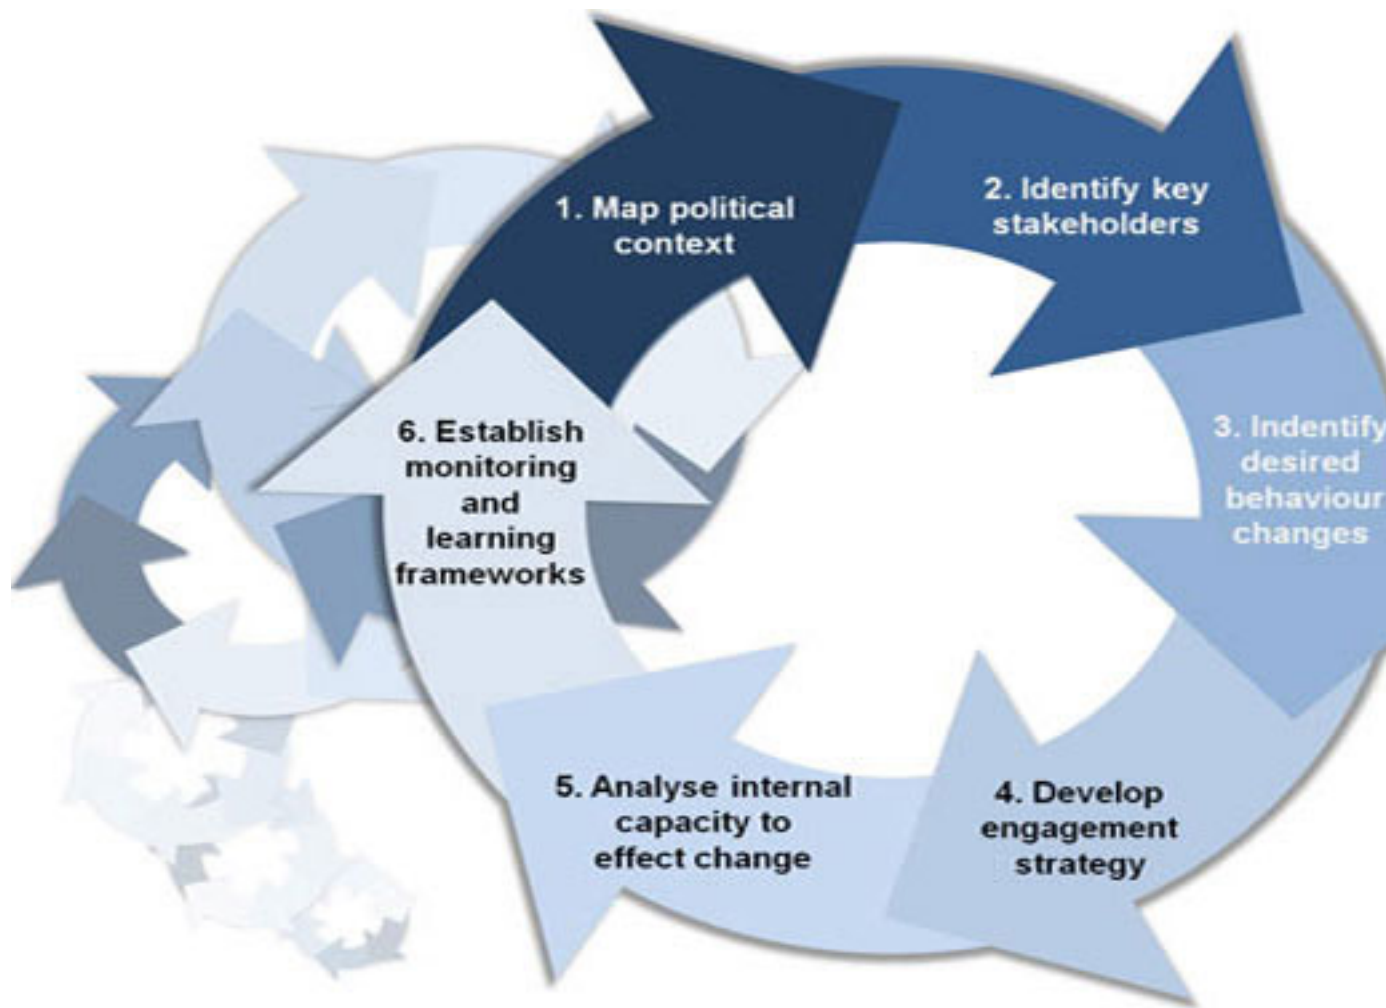 1. Map political
context
2. Identify key
stakeholders
3. Indentify
desired
behaviour
changes
4. Develop
engagement
strategy
5. Analyse internal
capacity to
effect change
6. Establish
monitoring
and
learning
frameworks